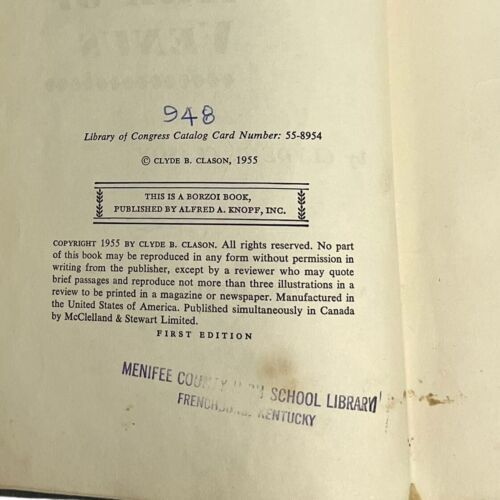 948
Library of Congress Catalog Card Number: 55-8954
© CLYDE B. CLASON, 1955
THIS IS A BORZOI BOOK,
PUBLISHED BY ALFRED A. KNOPF, INC.
COPYRIGHT 1955 BY CLYDE B. CLASON. All rights reserved. No part
of this book may be reproduced in any form without permission in
writing from the publisher, except by a reviewer who may quote
brief passages and reproduce not more than three illustrations in a
review to be printed in a magazine or newspaper. Manufactured in
the United States of America. Published simultaneously in Canada
by McClelland & Stewart Limited.
FIRST EDITION
MENIFEE SCHOOL LIBRARY
KENTUCKY